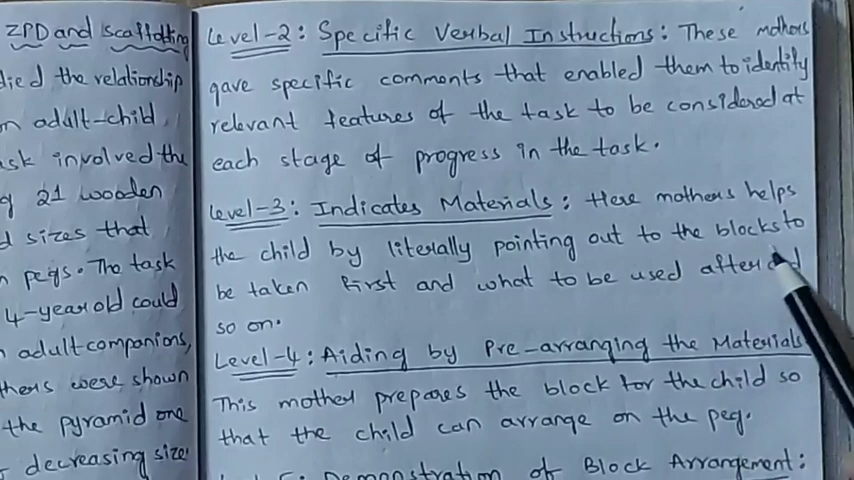 ZPD and Scaffolding
died the relationship
adult-child
involved the
21 wooden
sizes that
pegs. The task
4-year old could
adult companions,
were shown
the pyramid one
decreasing size.
Level-2: Specific Verbal Instructions: These mothers
gave specific comments that enabled them to identify
relevant features of the task to be considered at
each stage of progress in the task.
Level-3: Indicates Materials: Here mothers helps
the child by literally pointing out to the blocks to
be taken first and what to be used after
so on.
Level-4: Aiding by Pre-arranging the Materials
This mother prepares the block for the child so
that the child can arrange on the peg.
Demonstration of Block Arrangement: